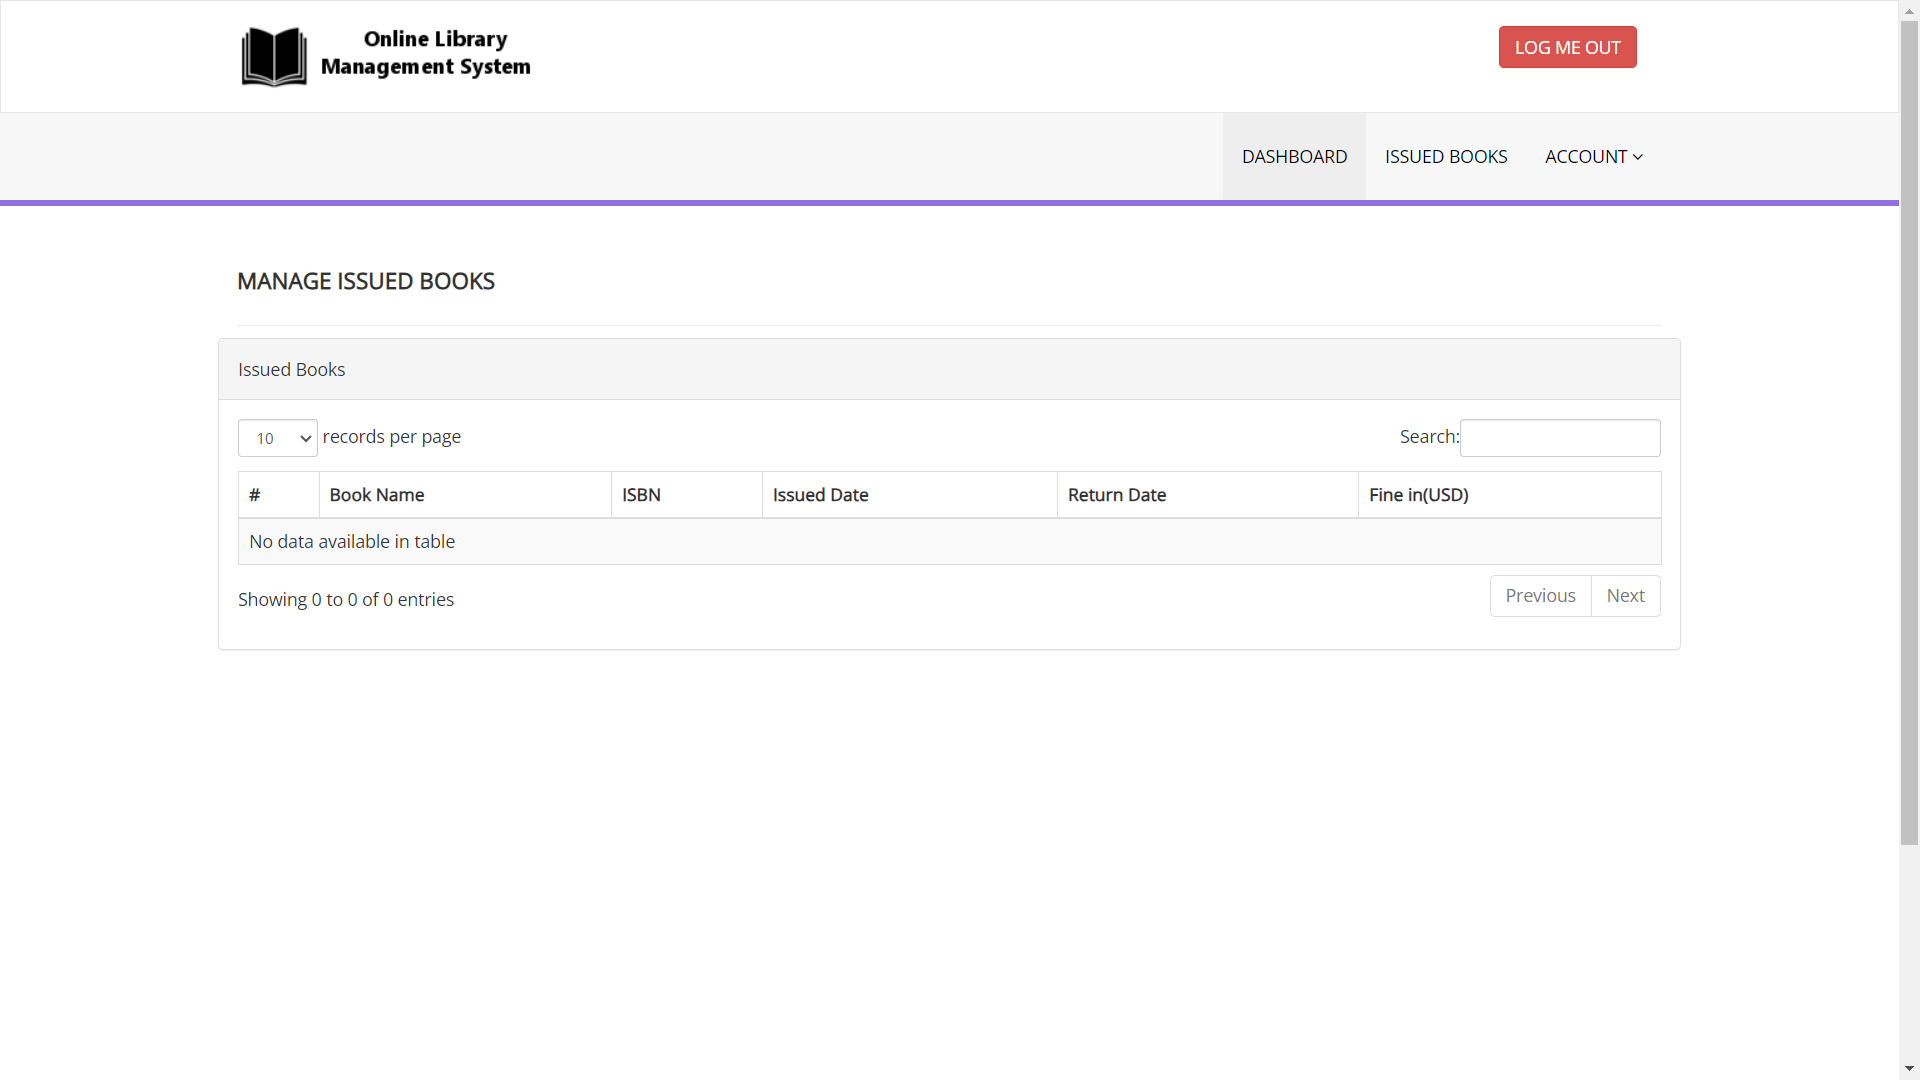 Online Library
Management System
LOG ME OUT
DASHBOARD ISSUED BOOKS ACCOUNT
MANAGE ISSUED BOOKS
Issued Books
10 records per page Search:
# Book Name ISBN Issued Date Return Date Fine in(USD)
No data available in table
Showing 0 to 0 of 0 entries Previous Next